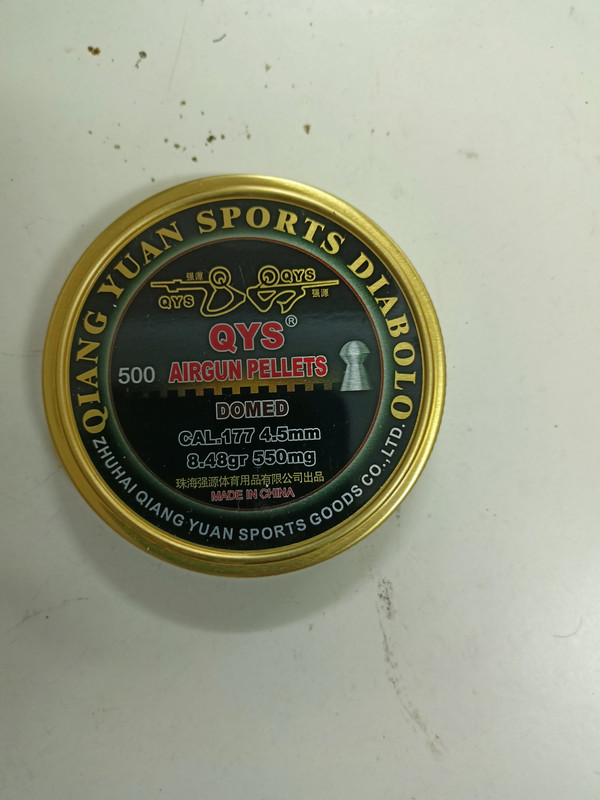 QIANG YUAN SPORTS DIABOLO
强源
QYS
QYS
强源
QYS®
500 AIRGUN PELLETS
DOMED
CAL.177 4.5mm
8.48gr 550mg
珠海强源体育用品有限公司出品
MADE IN CHINA
ZHUHAI QIANG YUAN SPORTS GOODS CO.,LTD.